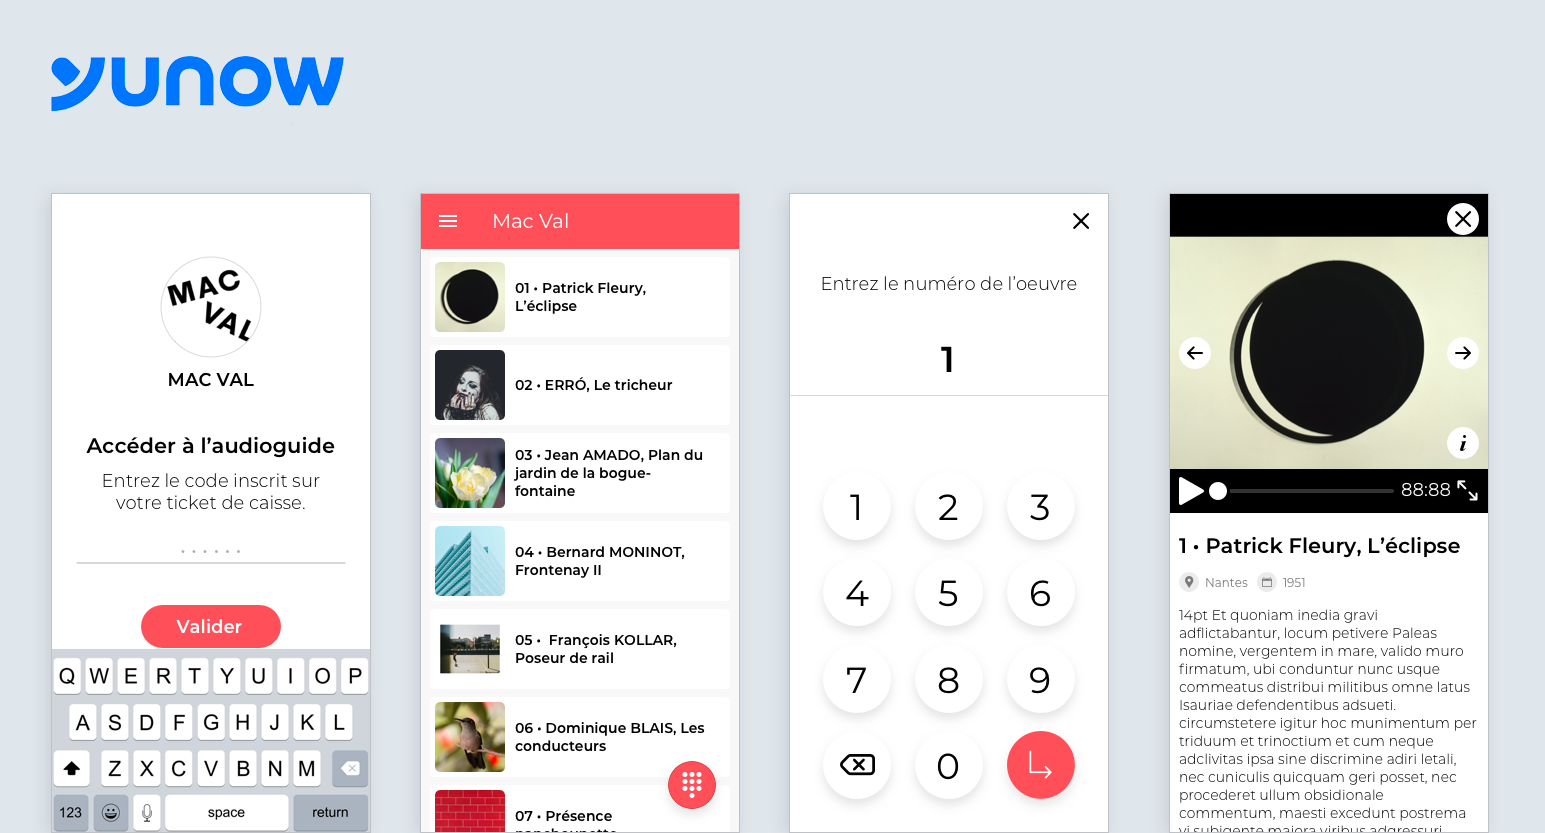 yunow
MAC
VAL
MAC VAL
Accéder à l’audioguide
Entrez le code inscrit sur
votre ticket de caisse.
Valider
Q W E R T Y U I O P
A S D F G H J K L
Z X C V B N M
123 space return
Mac Val
01 • Patrick Fleury,
L’éclipse
02 • ERRÓ, Le tricheur
03 • Jean AMADO, Plan du
jardin de la bogue-
fontaine
04 • Bernard MONINOT,
Frontenay II
05 • François KOLLAR,
Poseur de rail
06 • Dominique BLAIS, Les
conducteurs
07 • Présence
panchounette
Entrez le numéro de l’oeuvre
1
1 2 3
4 5 6
7 8 9
0
i
88:88
1 • Patrick Fleury, L’éclipse
Nantes 1951
14pt Et quoniam inedia gravi
adflictabantur, locum petivere Paleas
nomine, vergentem in mare, valido muro
firmatum, ubi conduntur nunc usque
commeatus distribui militibus omne latus
Isauriae defendentibus adsueti.
circumstetere igitur hoc munimentum per
triduum et trinoctium et cum neque
adclivitas ipsa sine discrimine adiri letali,
nec cuniculis quicquam geri posset, nec
procederet ullum obsidionale
commentum, maesti excedunt postrema
vi subigente maiora viribus adgressuri